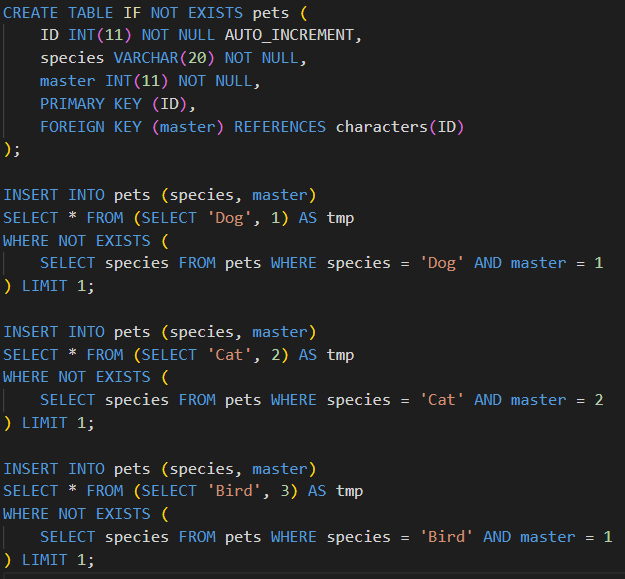 CREATE TABLE IF NOT EXISTS pets (
    ID INT(11) NOT NULL AUTO_INCREMENT,
    species VARCHAR(20) NOT NULL,
    master INT(11) NOT NULL,
    PRIMARY KEY (ID),
    FOREIGN KEY (master) REFERENCES characters(ID)
);

INSERT INTO pets (species, master)
SELECT * FROM (SELECT 'Dog', 1) AS tmp
WHERE NOT EXISTS (
    SELECT species FROM pets WHERE species = 'Dog' AND master = 1
) LIMIT 1;

INSERT INTO pets (species, master)
SELECT * FROM (SELECT 'Cat', 2) AS tmp
WHERE NOT EXISTS (
    SELECT species FROM pets WHERE species = 'Cat' AND master = 2
) LIMIT 1;

INSERT INTO pets (species, master)
SELECT * FROM (SELECT 'Bird', 3) AS tmp
WHERE NOT EXISTS (
    SELECT species FROM pets WHERE species = 'Bird' AND master = 1
) LIMIT 1;